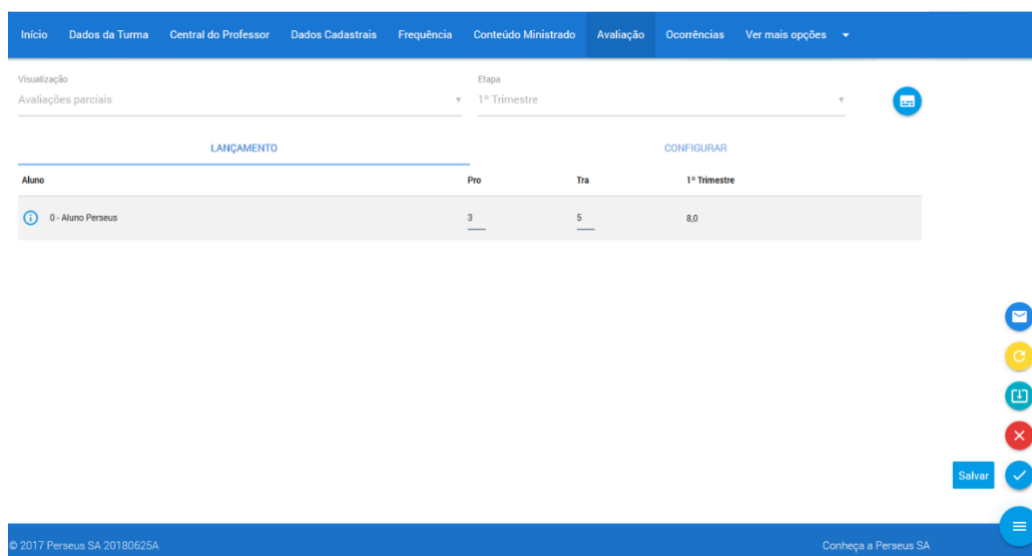 Início Dados da Turma Central do Professor Dados Cadastrais Frequência Conteúdo Ministrado Avaliação Ocorrências Ver mais opções
Visualização Etapa
Avaliações parciais 1º Trimestre
LANÇAMENTO CONFIGURAR
Aluno Pro Tra 1º Trimestre
0 - Aluno Perseus 3 5 8,0
Salvar
© 2017 Perseus SA 20180625A Conheça a Perseus SA